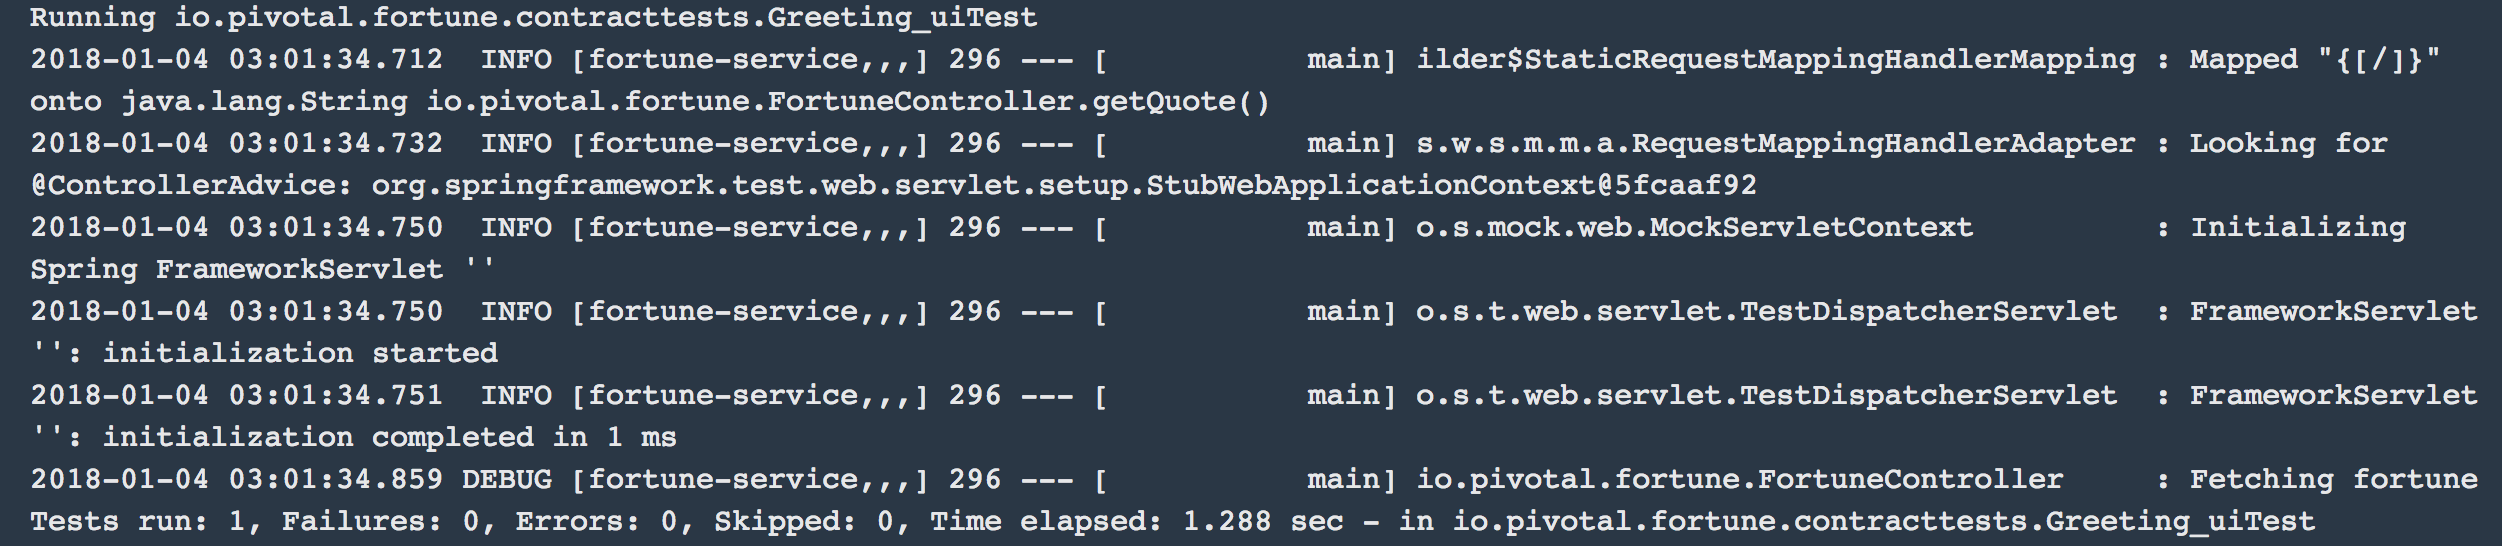 Running io.pivotal.fortune.contracttests.Greeting_uiTest
2018-01-04 03:01:34.712  INFO [fortune-service,,,] 296 --- [           main] ilder$StaticRequestMappingHandlerMapping : Mapped "{[/]}"
onto java.lang.String io.pivotal.fortune.FortuneController.getQuote()
2018-01-04 03:01:34.732  INFO [fortune-service,,,] 296 --- [           main] s.w.s.m.m.a.RequestMappingHandlerAdapter : Looking for
@ControllerAdvice: org.springframework.test.web.servlet.setup.StubWebApplicationContext@5fcaaf92
2018-01-04 03:01:34.750  INFO [fortune-service,,,] 296 --- [           main] o.s.mock.web.MockServletContext          : Initializing
Spring FrameworkServlet ''
2018-01-04 03:01:34.750  INFO [fortune-service,,,] 296 --- [           main] o.s.t.web.servlet.TestDispatcherServlet  : FrameworkServlet
'': initialization started
2018-01-04 03:01:34.751  INFO [fortune-service,,,] 296 --- [           main] o.s.t.web.servlet.TestDispatcherServlet  : FrameworkServlet
'': initialization completed in 1 ms
2018-01-04 03:01:34.859 DEBUG [fortune-service,,,] 296 --- [           main] io.pivotal.fortune.FortuneController     : Fetching fortune
Tests run: 1, Failures: 0, Errors: 0, Skipped: 0, Time elapsed: 1.288 sec - in io.pivotal.fortune.contracttests.Greeting_uiTest